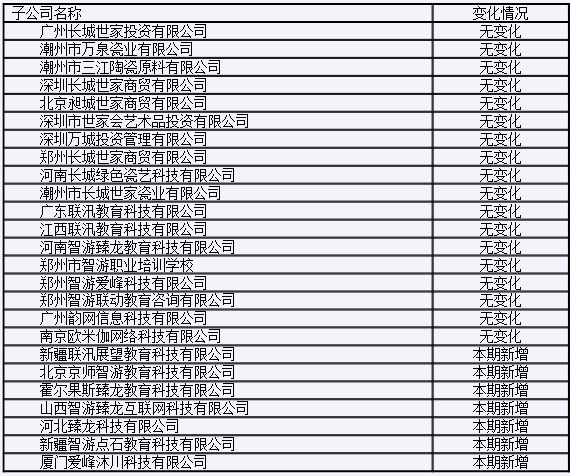 子公司名称 变化情况
广州长城世家投资有限公司 无变化
潮州市万泉瓷业有限公司 无变化
潮州市三江陶瓷原料有限公司 无变化
深圳长城世家商贸有限公司 无变化
北京昶城世家商贸有限公司 无变化
深圳市世家会艺术品投资有限公司 无变化
深圳万城投资管理有限公司 无变化
郑州长城世家商贸有限公司 无变化
河南长城绿色瓷艺科技有限公司 无变化
潮州市长城世家瓷业有限公司 无变化
广东联汛教育科技有限公司 无变化
江西联汛教育科技有限公司 无变化
河南智游臻龙教育科技有限公司 无变化
郑州市智游职业培训学校 无变化
郑州智游爱峰科技有限公司 无变化
郑州智游联动教育咨询有限公司 无变化
广州韵网信息科技有限公司 无变化
南京欧米伽网络科技有限公司 无变化
新疆联汛展望教育科技有限公司 本期新增
北京京师智游教育科技有限公司 本期新增
霍尔果斯臻龙教育科技有限公司 本期新增
山西智游臻龙互联网科技有限公司 本期新增
河北臻龙科技有限公司 本期新增
新疆智游点石教育科技有限公司 本期新增
厦门爱峰沐川科技有限公司 本期新增